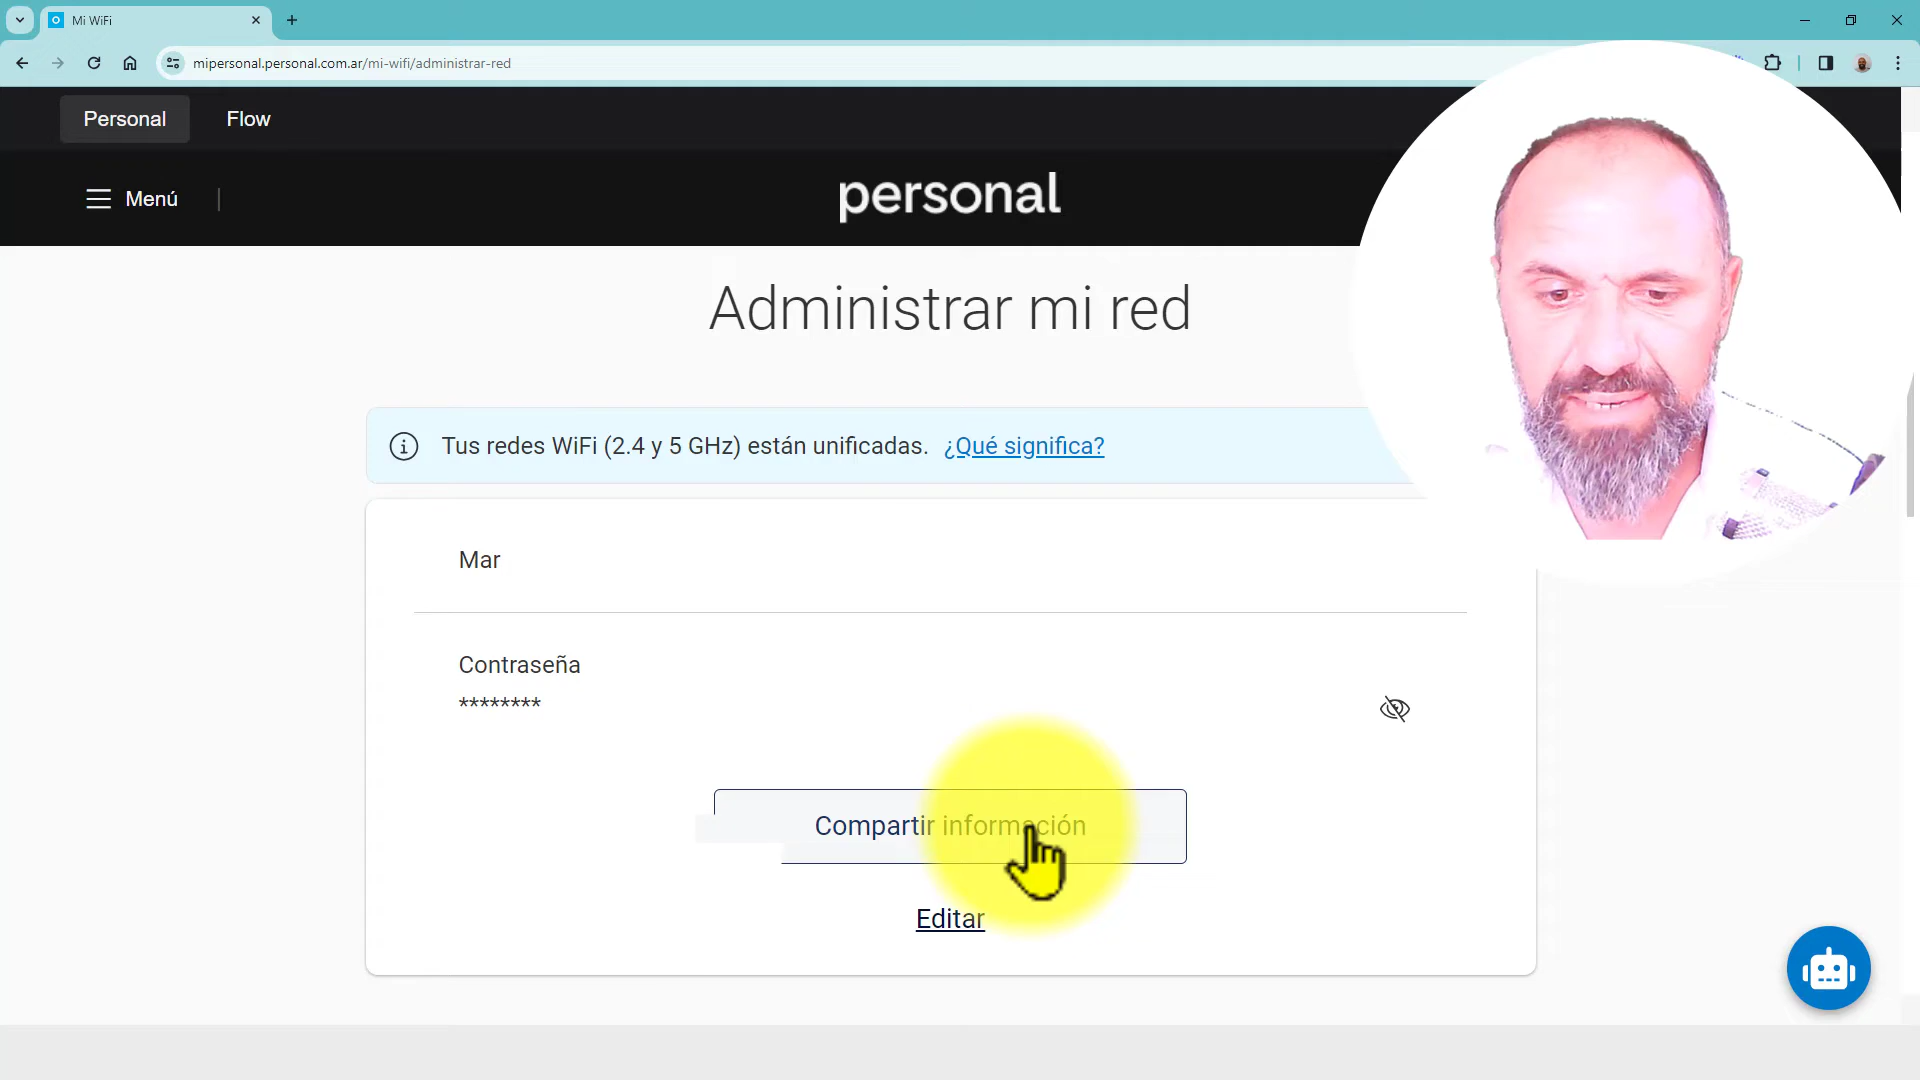 Mi WiFi
mipersonal.personal.com.ar/mi-wifi/administrar-red
Personal
Flow
Menú
personal
Administrar mi red
Tus redes WiFi (2.4 y 5 GHz) están unificadas. ¿Qué significa?
Mar
Contraseña
********
Compartir información
Editar